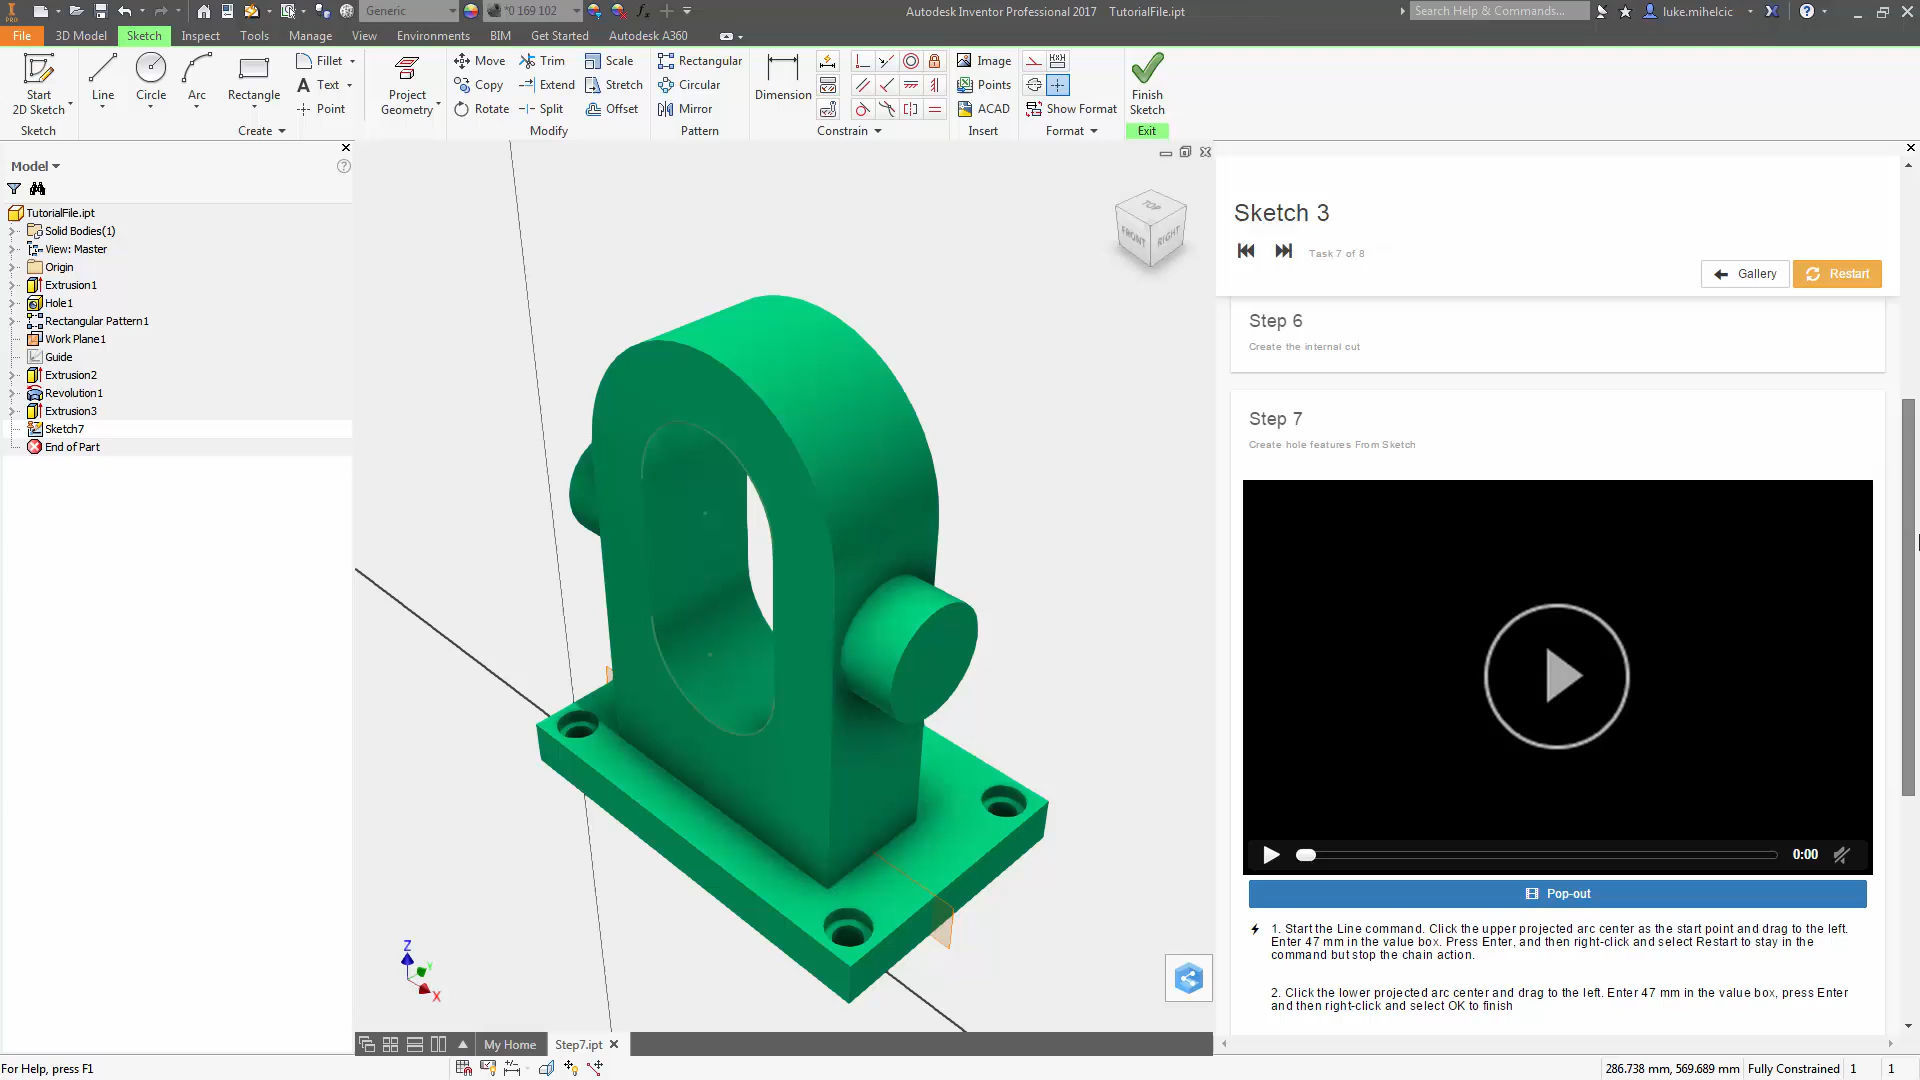 Generic
*0 169 102
Autodesk Inventor Professional 2017 TutorialFile.ipt
Search Help & Commands...
luke.mihelcic
PRO
File
3D Model
Sketch
Inspect
Tools
Manage
View
Environments
BIM
Get Started
Autodesk A360
Start
2D Sketch
Line
Circle
Arc
Rectangle
Fillet
Text
Point
Project
Geometry
Move
Copy
Rotate
Trim
Extend
Split
Scale
Stretch
Offset
Rectangular
Circular
Mirror
Dimension
Image
Points
ACAD
Show Format
Finish
Sketch
Sketch
Create
Modify
Pattern
Constrain
Insert
Format
Exit
Model
TutorialFile.ipt
Solid Bodies(1)
View: Master
Origin
Extrusion1
Hole1
Rectangular Pattern1
Work Plane1
Guide
Extrusion2
Revolution1
Extrusion3
Sketch7
End of Part
TOP
FRONT
RIGHT
Z
Y
X
Sketch 3
Task 7 of 8
Gallery
Restart
Step 6
Create the internal cut
Step 7
Create hole features From Sketch
0:00
Pop-out
1. Start the Line command. Click the upper projected arc center as the start point and drag to the left.
Enter 47 mm in the value box. Press Enter, and then right-click and select Restart to stay in the
command but stop the chain action.
2. Click the lower projected arc center and drag to the left. Enter 47 mm in the value box, press Enter
and then right-click and select OK to finish
My Home
Step7.ipt
For Help, press F1
286.738 mm, 569.689 mm
Fully Constrained
1
1